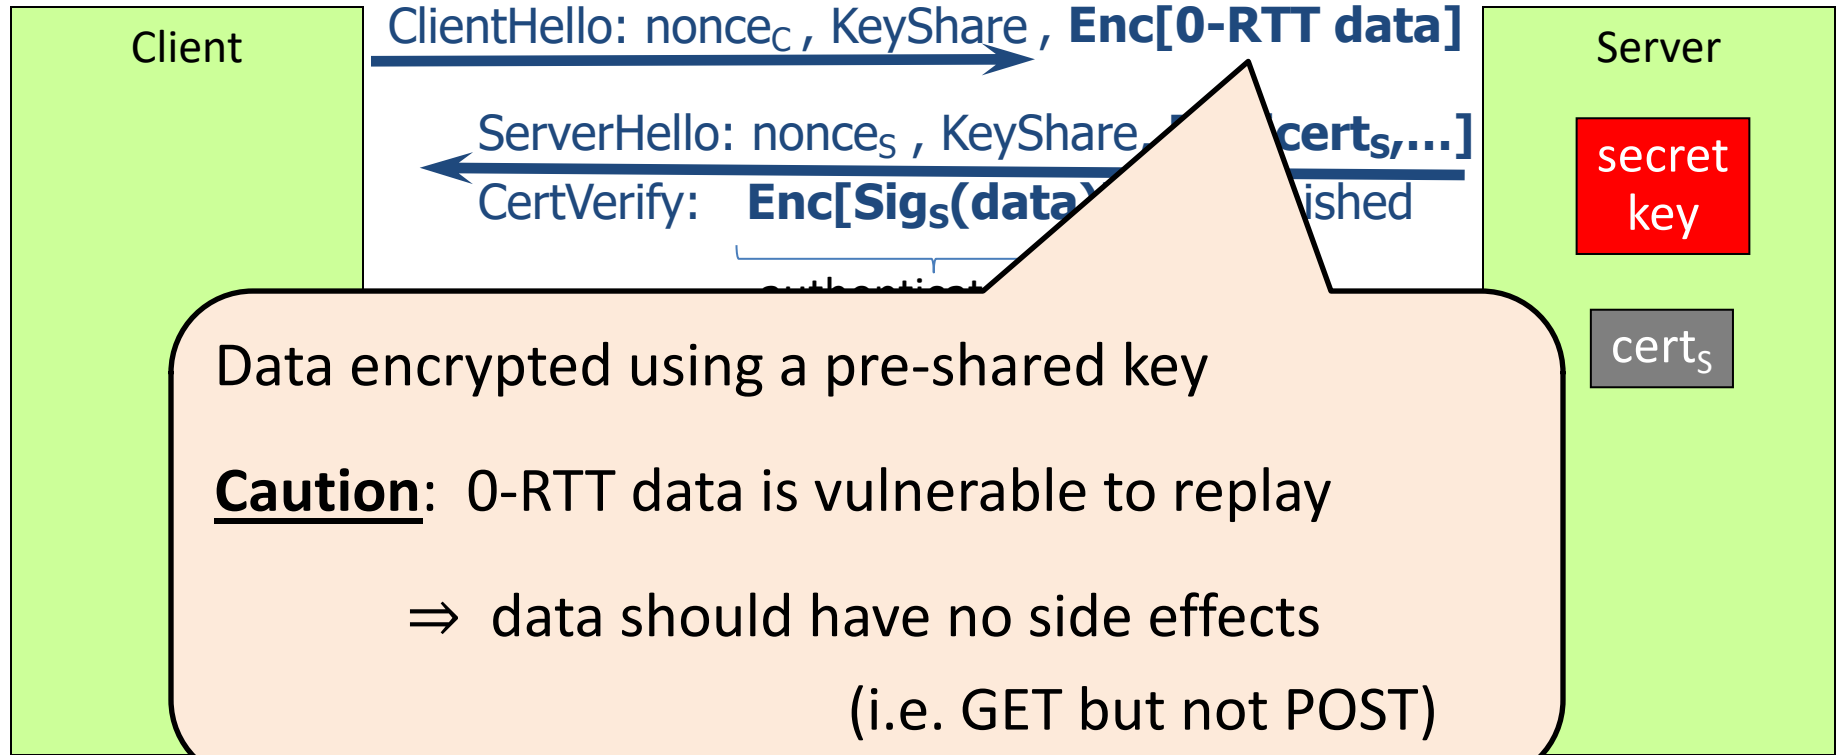 Client
ClientHello: nonceC , KeyShare , Enc[0-RTT data]
Server
ServerHello: nonceS , KeyShare, certS,...]
secret
key
CertVerify: Enc[SigS(data)
certS
Data encrypted using a pre-shared key
Caution: 0-RTT data is vulnerable to replay
⇒ data should have no side effects
(i.e. GET but not POST)